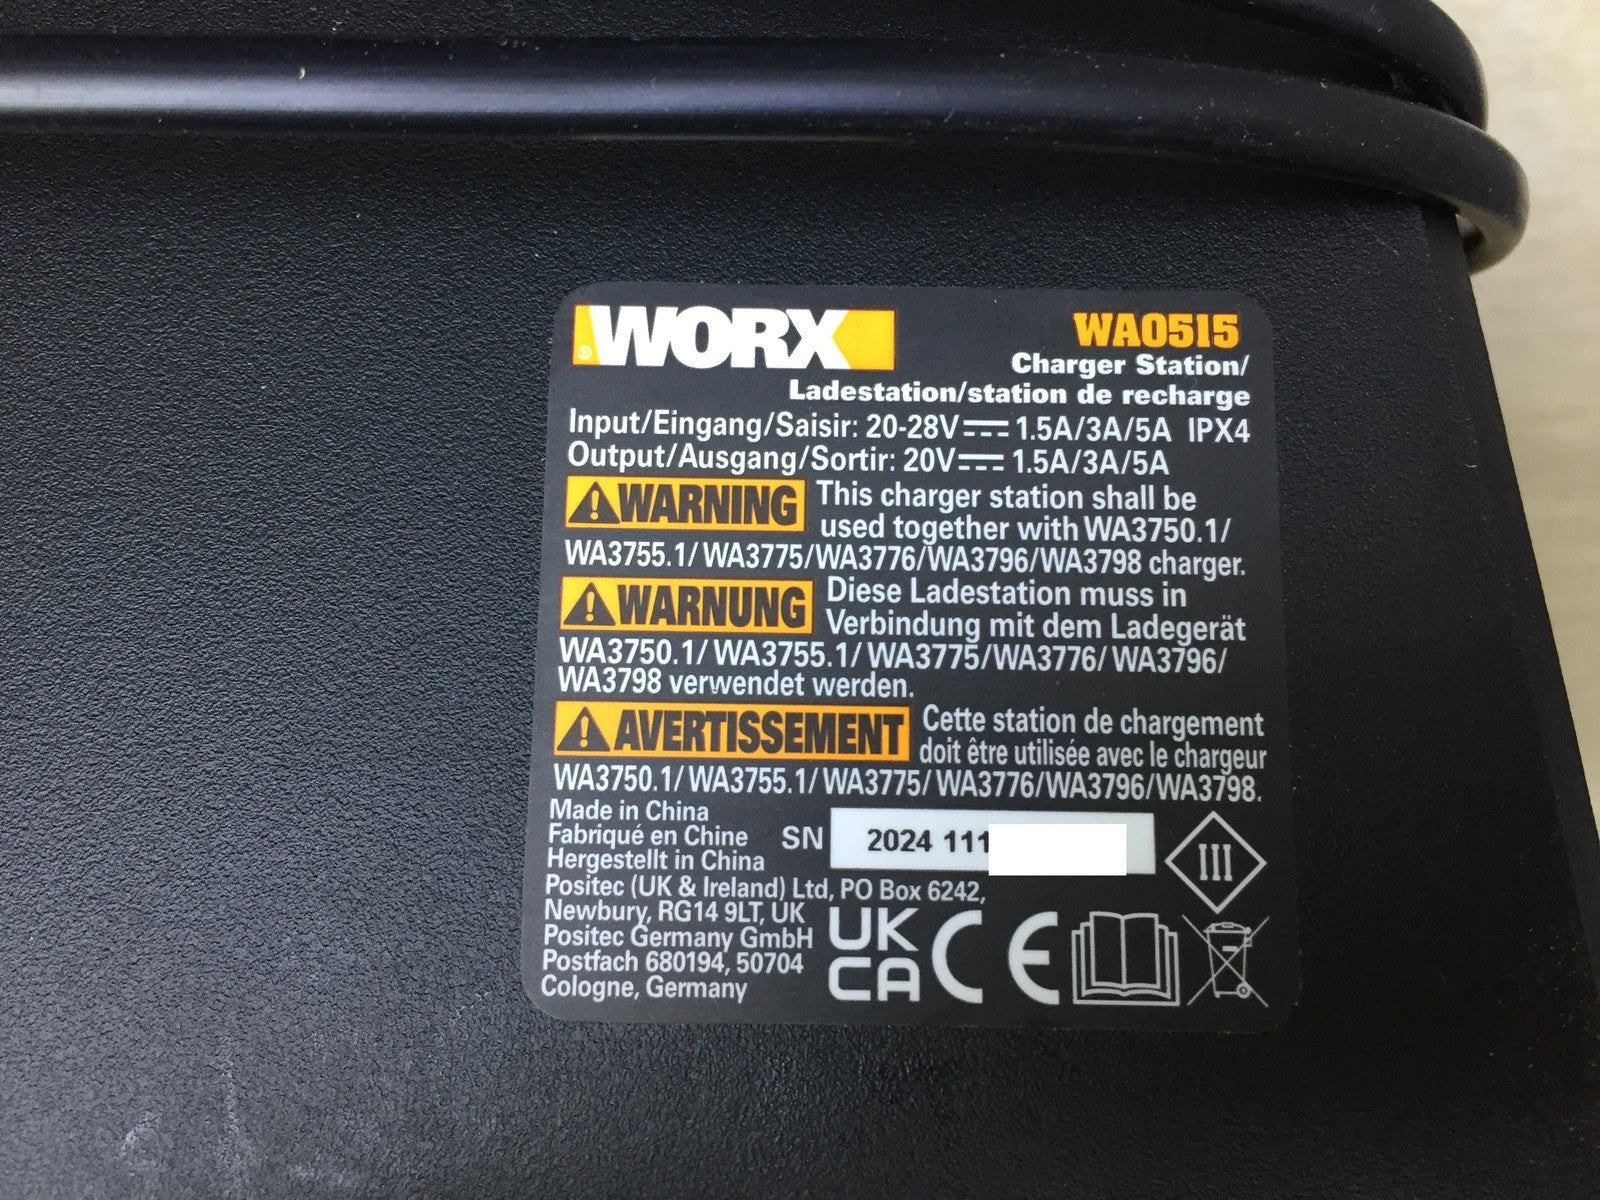 WORX
®
WA0515
Charger Station/
Ladestation/station de recharge
Input/Eingang/Saisir: 20-28V⎓1.5A/3A/5A IPX4
Output/Ausgang/Sortir: 20V⎓1.5A/3A/5A
WARNING This charger station shall be
used together with WA3750.1/
WA3755.1/ WA3775/WA3776/WA3796/WA3798 charger.
WARNUNG Diese Ladestation muss in
Verbindung mit dem Ladegerät
WA3750.1/ WA3755.1/ WA3775/WA3776/ WA3796/
WA3798 verwendet werden.
AVERTISSEMENT Cette station de chargement
doit être utilisée avec le chargeur
WA3750.1/ WA3755.1/ WA3775/ WA3776/WA3796/WA3798.
Made in China
Fabriqué en Chine
Hergestellt in China
SN 2024 111
III
Positec (UK & Ireland) Ltd, PO Box 6242,
Newbury, RG14 9LT, UK
Positec Germany GmbH
Postfach 680194, 50704
Cologne, Germany
UK
CA
CE